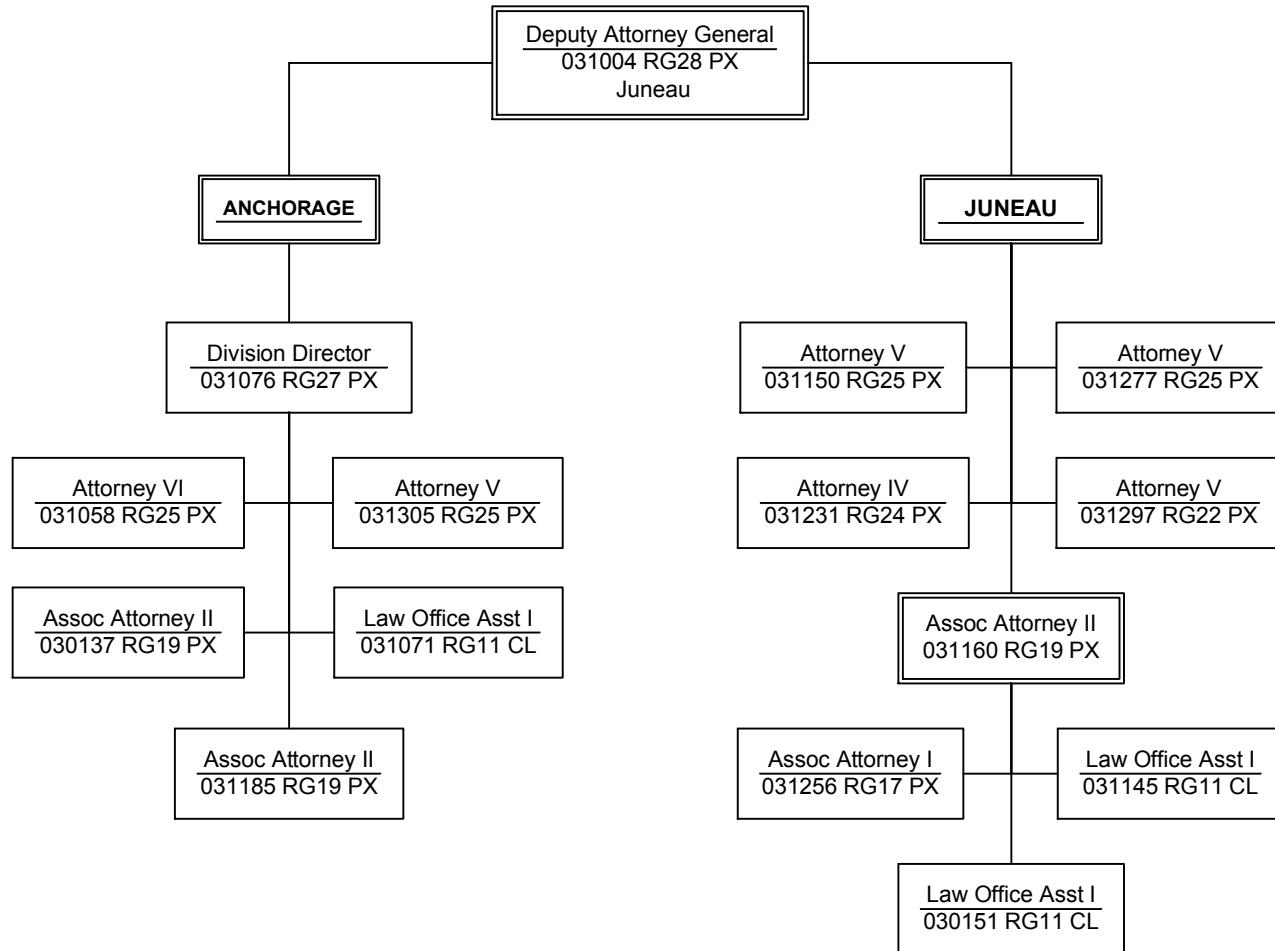 Deputy Attorney General
031004 RG28 PX
Juneau
ANCHORAGE
JUNEAU
Division Director
031076 RG27 PX
Attorney V
031150 RG25 PX
Attorney V
031277 RG25 PX
Attorney VI
031058 RG25 PX
Attorney V
031305 RG25 PX
Attorney IV
031231 RG24 PX
Attorney V
031297 RG22 PX
Assoc Attorney II
030137 RG19 PX
Law Office Asst I
031071 RG11 CL
Assoc Attorney II
031160 RG19 PX
Assoc Attorney II
031185 RG19 PX
Assoc Attorney I
031256 RG17 PX
Law Office Asst I
031145 RG11 CL
Law Office Asst I
030151 RG11 CL